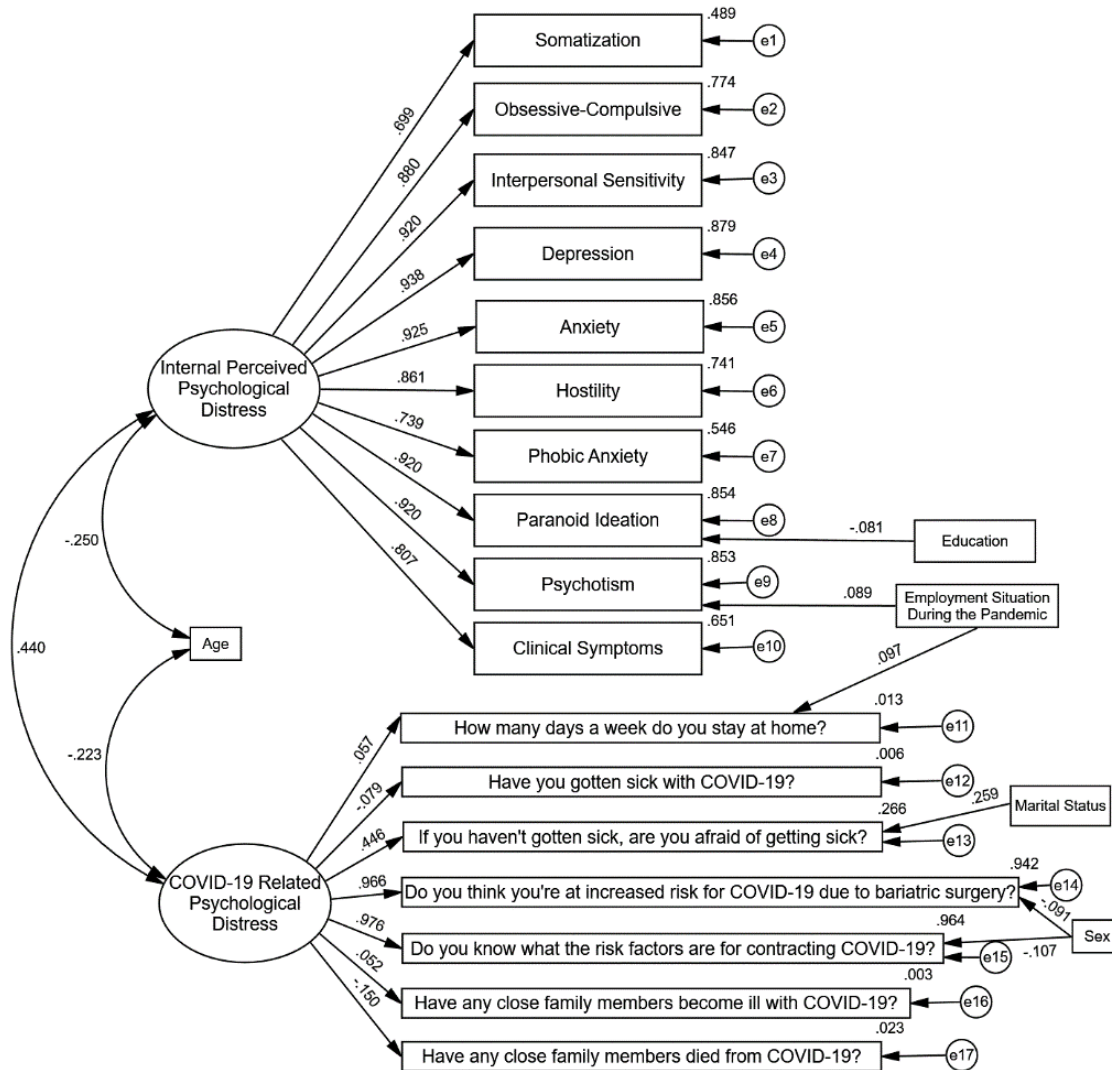 .489
Somatization
e1
.699
.774
Obsessive-Compulsive
e2
.880
.847
Interpersonal Sensitivity
e3
.920
.879
Depression
e4
.938
.856
Anxiety
e5
.925
Internal Perceived
Psychological
Distress
.741
Hostility
e6
.861
.546
Phobic Anxiety
e7
.739
.854
Paranoid Ideation
e8
.920
-.081
Education
.853
Psychotism
e9
.920
.089
Employment Situation
During the Pandemic
.651
Clinical Symptoms
e10
.807
-.250
Age
.440
-.223
.097
.013
How many days a week do you stay at home?
e11
.057
.006
Have you gotten sick with COVID-19?
e12
-.079
.266
.259
Marital Status
If you haven't gotten sick, are you afraid of getting sick?
e13
.446
COVID-19 Related
Psychological
Distress
.966
.942
Do you think you're at increased risk for COVID-19 due to bariatric surgery?
e14
-.091
.976
.964
Do you know what the risk factors are for contracting COVID-19?
e15
-.107
Sex
.052
.003
Have any close family members become ill with COVID-19?
e16
-.150
.023
Have any close family members died from COVID-19?
e17